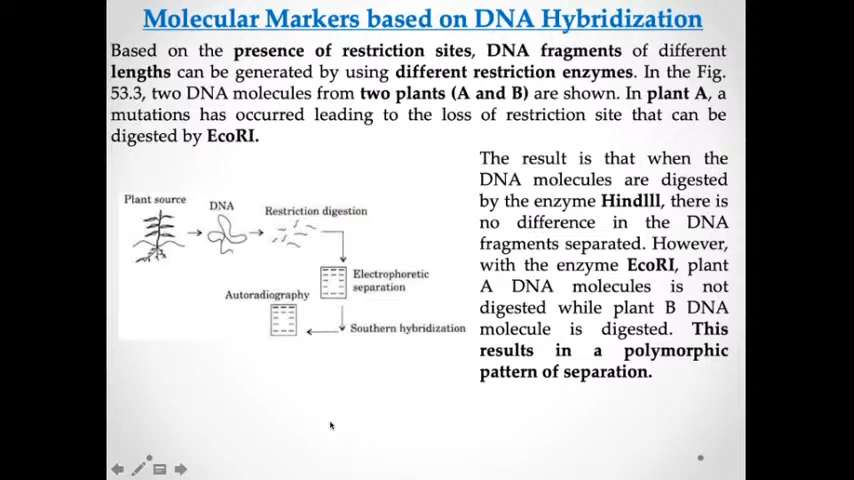 Molecular Markers based on DNA Hybridization
Based on the presence of restriction sites, DNA fragments of different
lengths can be generated by using different restriction enzymes. In the Fig.
53.3, two DNA molecules from two plants (A and B) are shown. In plant A, a
mutations has occurred leading to the loss of restriction site that can be
digested by EcoRI.
The result is that when the
DNA molecules are digested
by the enzyme Hindlll, there is
no difference in the DNA
fragments separated. However,
with the enzyme EcoRI, plant
A DNA molecules is not
digested while plant B DNA
molecule is digested. This
results in a polymorphic
pattern of separation.
Plant source
DNA
Restriction digestion
Electrophoretic
separation
Autoradiography
Southern hybridization